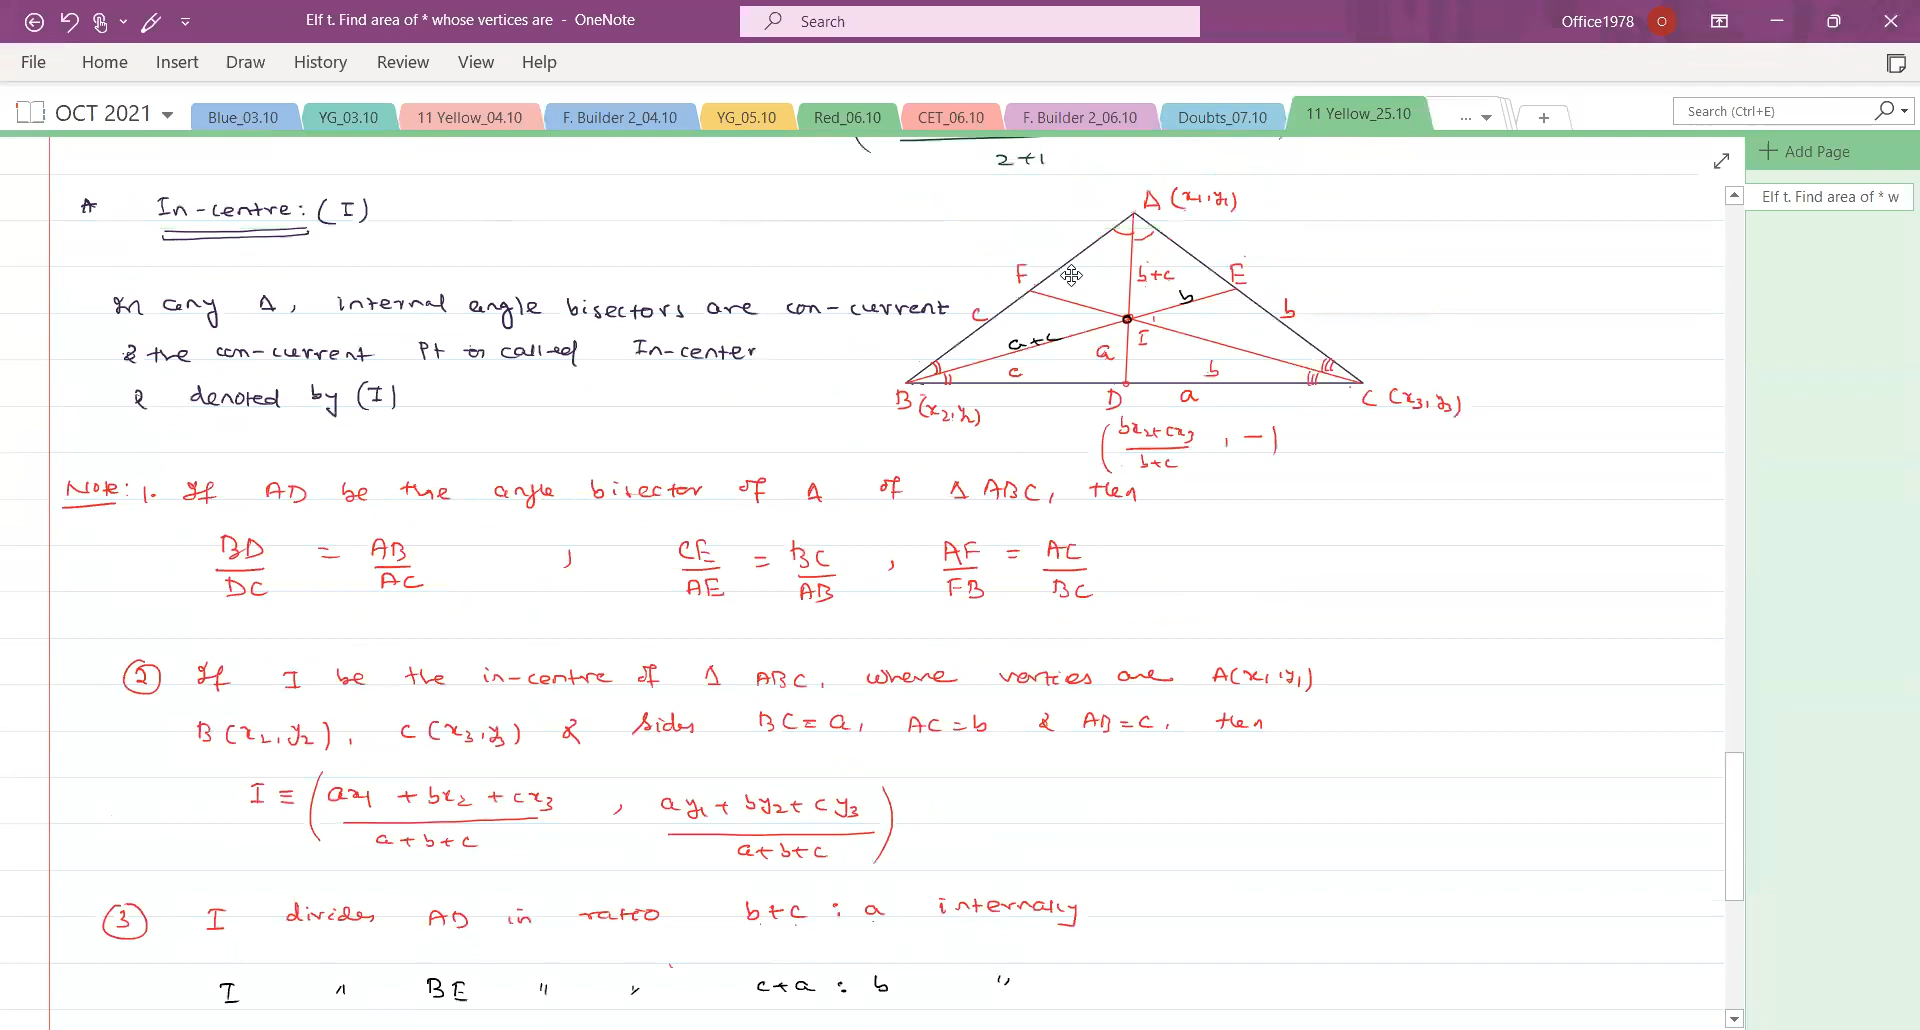 Elf t. Find area of * whose vertices are - OneNote
Search
Office1978
O
File Home Insert Draw History Review View Help
OCT 2021
Blue_03.10 YG_03.10 11 Yellow_04.10 F. Builder 2_04.10 YG_05.10 Red_06.10 CET_06.10 F. Builder 2_06.10 Doubts_07.10 11 Yellow_25.10 ... +
Search (Ctrl+E)
Add Page
Elf t. Find area of * w
2+1
In-centre: (I)
A (x₁, y₁)
F b+c E
b
c b
a+c I
a
c b
B (x₂, y₂) D a C (x₃, y₃)
(bx₂+cx₃ / b+c , —)
In any Δ, internal angle bisectors are con-current
& the con-current Pt is called In-center
& denoted by (I)
Note: 1. If AD be the angle bisector of A of Δ ABC, then
BD/DC = AB/AC , CE/AE = BC/AB , AF/FB = AC/BC
② If I be the in-centre of Δ ABC, where verties are A(x₁, y₁)
B(x₂, y₂), C(x₃, y₃) & sides BC = a, AC = b & AB = c, then
I ≡ (ax₁ + bx₂ + cx₃ / a+b+c , ay₁ + by₂ + cy₃ / a+b+c)
③ I divides AD in ratio b+c : a internally
I " BE " " c+a : b "